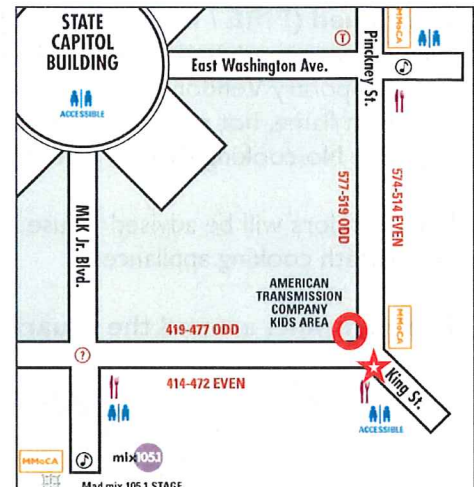 STATE
CAPITOL
BUILDING
ACCESSIBLE
East Washington Ave.
T
Pinckney St.
MMoCA
577-519 ODD
574-514 EVEN
MLK Jr. Blvd.
AMERICAN
TRANSMISSION
COMPANY
KIDS AREA
419-477 ODD
MMoCA
?
414-472 EVEN
King St.
ACCESSIBLE
MMoCA
mix105.1
Mad mix 105.1 STAGE